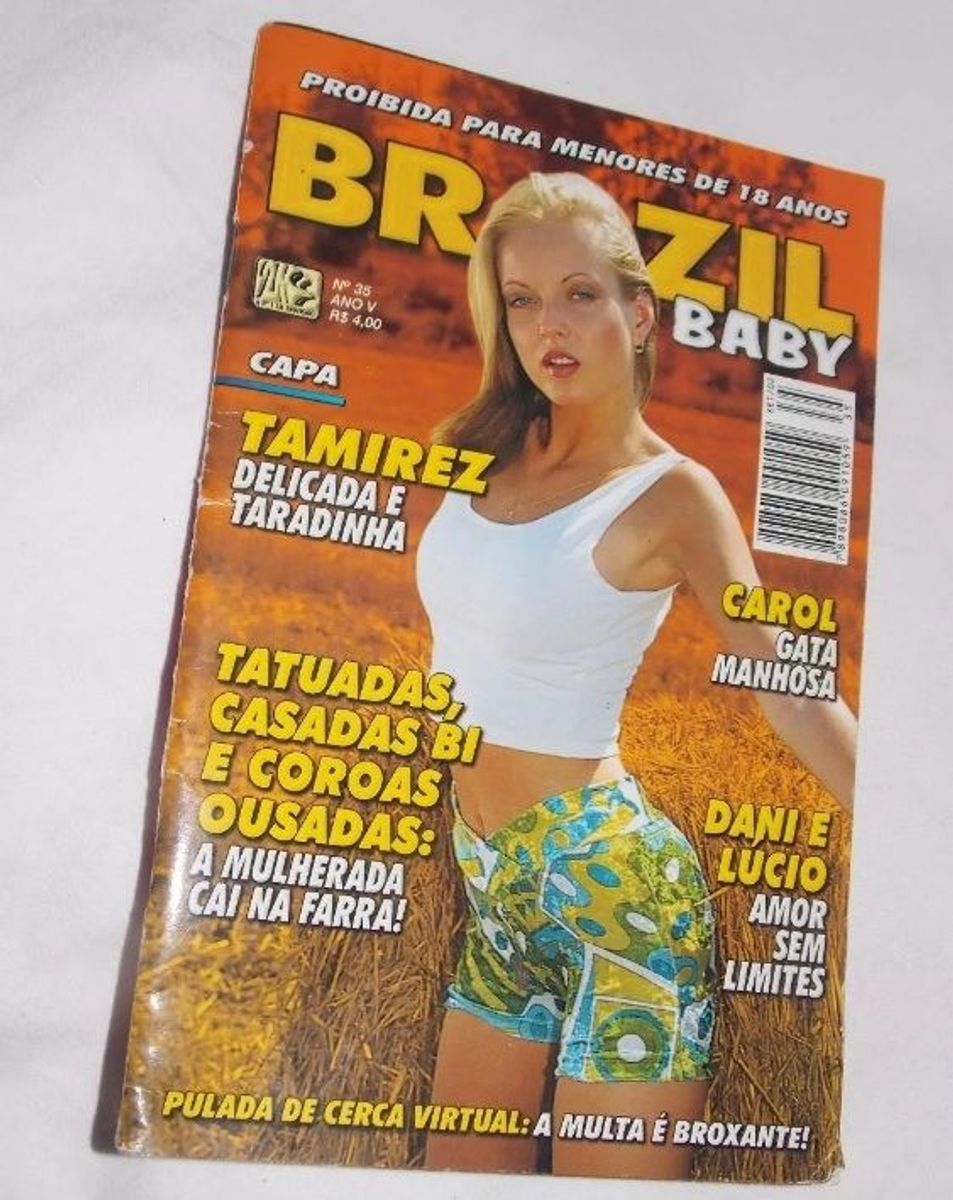 PROIBIDA PARA MENORES DE 18 ANOS
BRAZIL
BABY
Nº 35
ANO V
R$ 4,00
CAPA
TAMIREZ
DELICADA E
TARADINHA
CAROL
GATA
MANHOSA
TATUADAS,
CASADAS BI
E COROAS
OUSADAS:
A MULHERADA
CAI NA FARRA!
DANI E
LÚCIO
AMOR
SEM
LIMITES
PULADA DE CERCA VIRTUAL: A MULTA É BROXANTE!